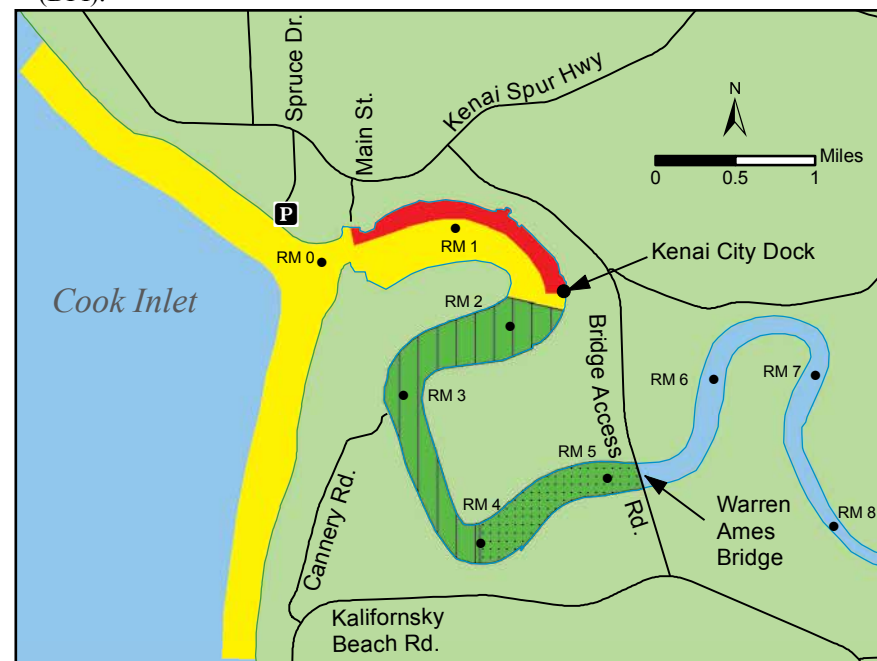 Spruce Dr.
Main St.
Kenai Spur Hwy
N
Miles
0 0.5 1
P
RM 0
RM 1
Kenai City Dock
Cook Inlet
RM 2
Bridge Access Rd.
RM 6
RM 7
RM 3
RM 5
RM 4
Cannery Rd.
Warren
Ames
Bridge
RM 8
Kalifornsky
Beach Rd.